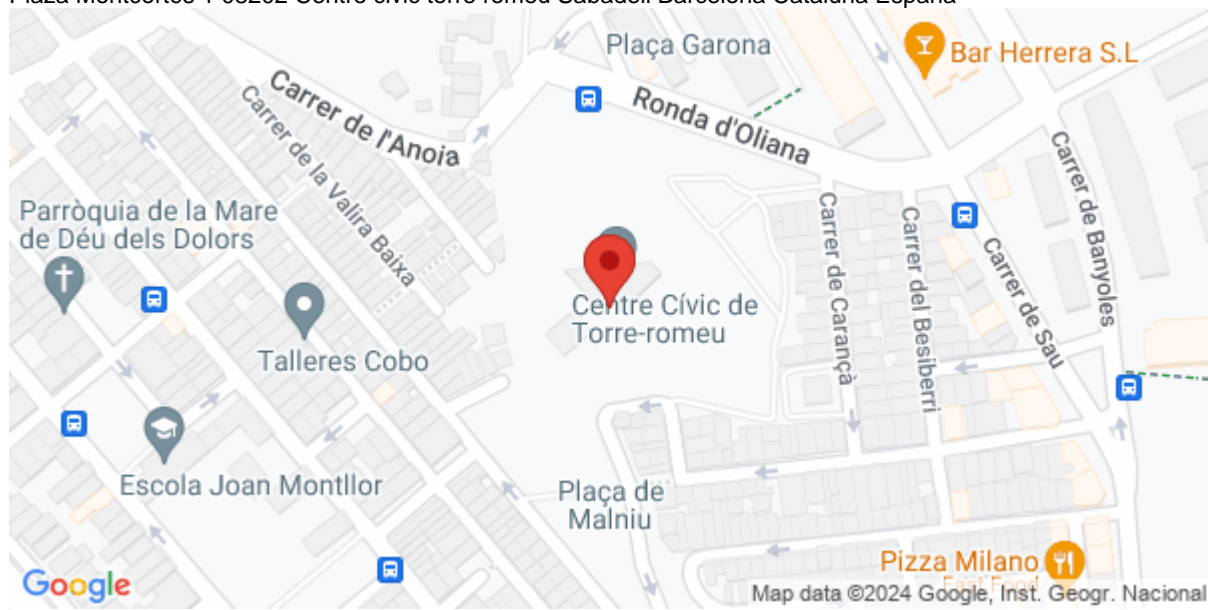 Plaza Montcortès 1 08202 Centre civic torre romeu Sabadell Barcelona Cataluña España
Plaça Garona
Bar Herrera S.L
Carrer de l'Anoia
Ronda d'Oliana
Carrer de la Valira Baixa
Carrer de Banyoles
Parròquia de la Mare
de Déu dels Dolors
Carrer de Carançà
Carrer del Besiberri
Carrer de Sau
Centre Cívic de
Torre-romeu
Talleres Cobo
Escola Joan Montllor
Plaça de
Malniu
Pizza Milano
Fast Food
Google
Map data ©2024 Google, Inst. Geogr. Nacional